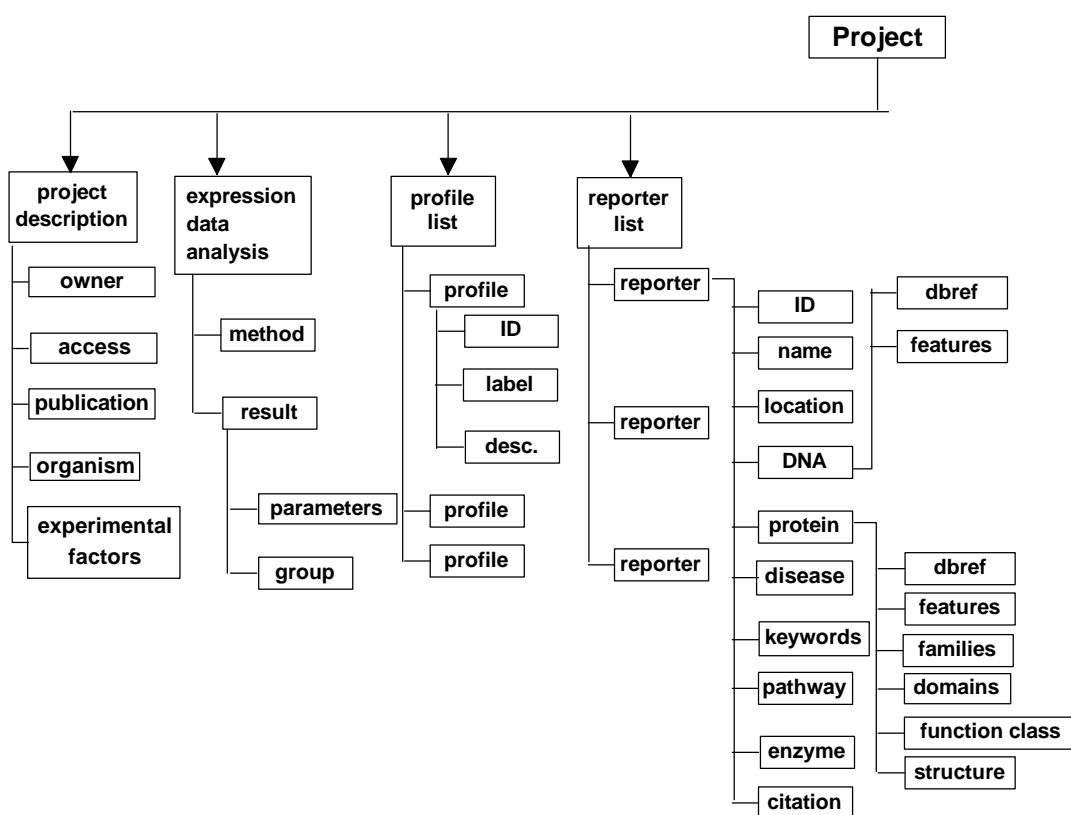 Project
project
description
owner
access
publication
organism
experimental
factors
expression
data
analysis
method
result
parameters
group
profile
list
profile
ID
label
desc.
profile
profile
reporter
list
reporter
reporter
reporter
ID
name
location
DNA
protein
disease
keywords
pathway
enzyme
citation
dbref
features
dbref
features
families
domains
function class
structure